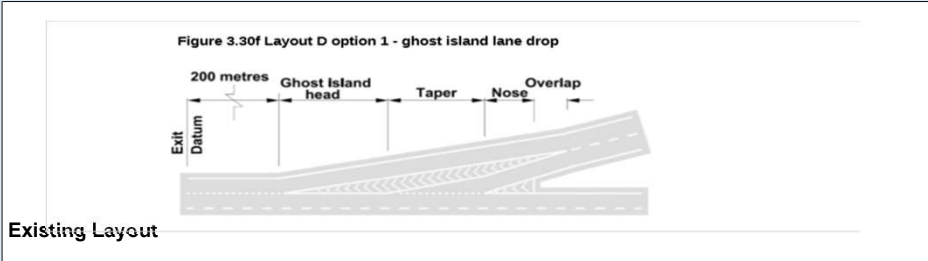 Figure 3.30f Layout D option 1 - ghost island lane drop
200 metres
Ghost Island
head
Taper
Nose
Overlap
Exit
Datum
Existing Layout